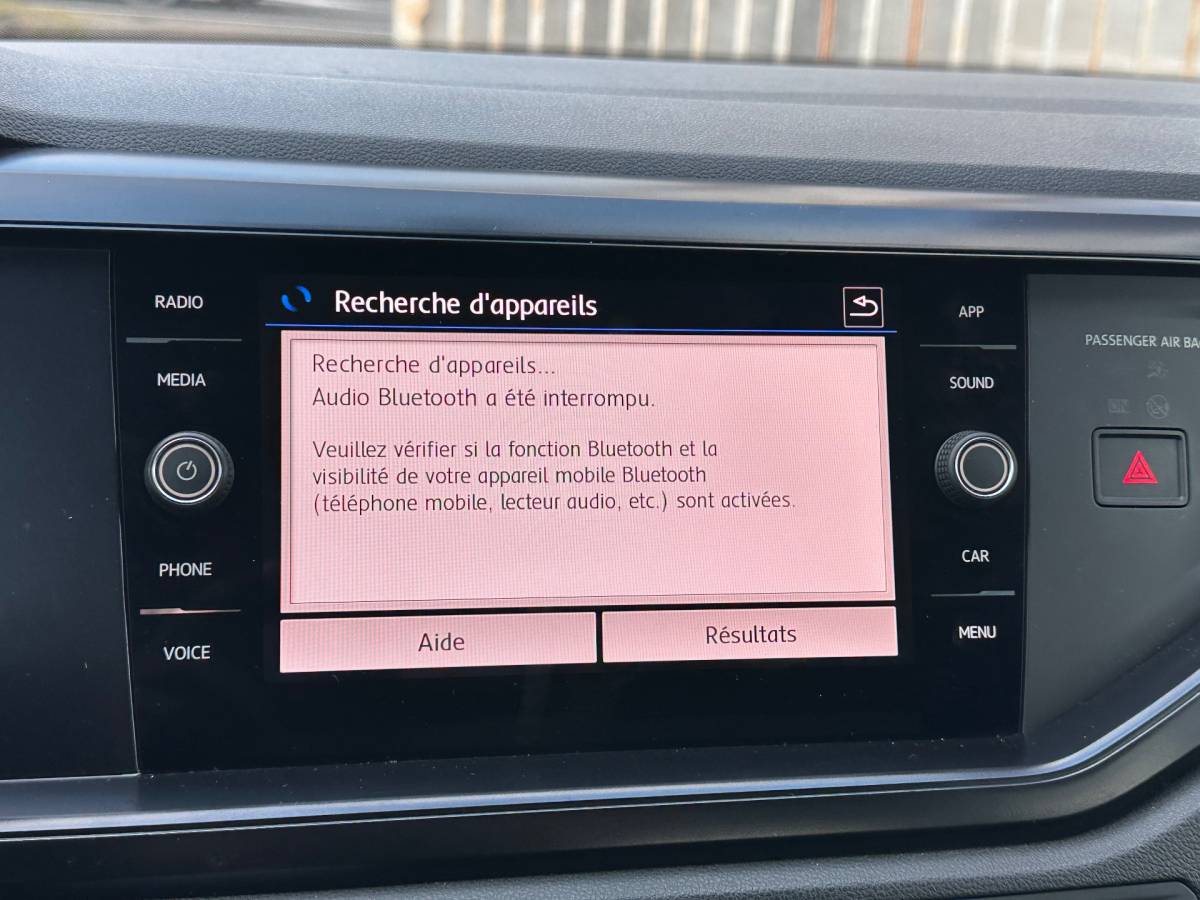 RADIO
MEDIA
PHONE
VOICE
Recherche d'appareils
Recherche d'appareils...
Audio Bluetooth a été interrompu.
Veuillez vérifier si la fonction Bluetooth et la
visibilité de votre appareil mobile Bluetooth
(téléphone mobile, lecteur audio, etc.) sont activées.
Aide
Résultats
APP
SOUND
CAR
MENU
PASSENGER AIR BA